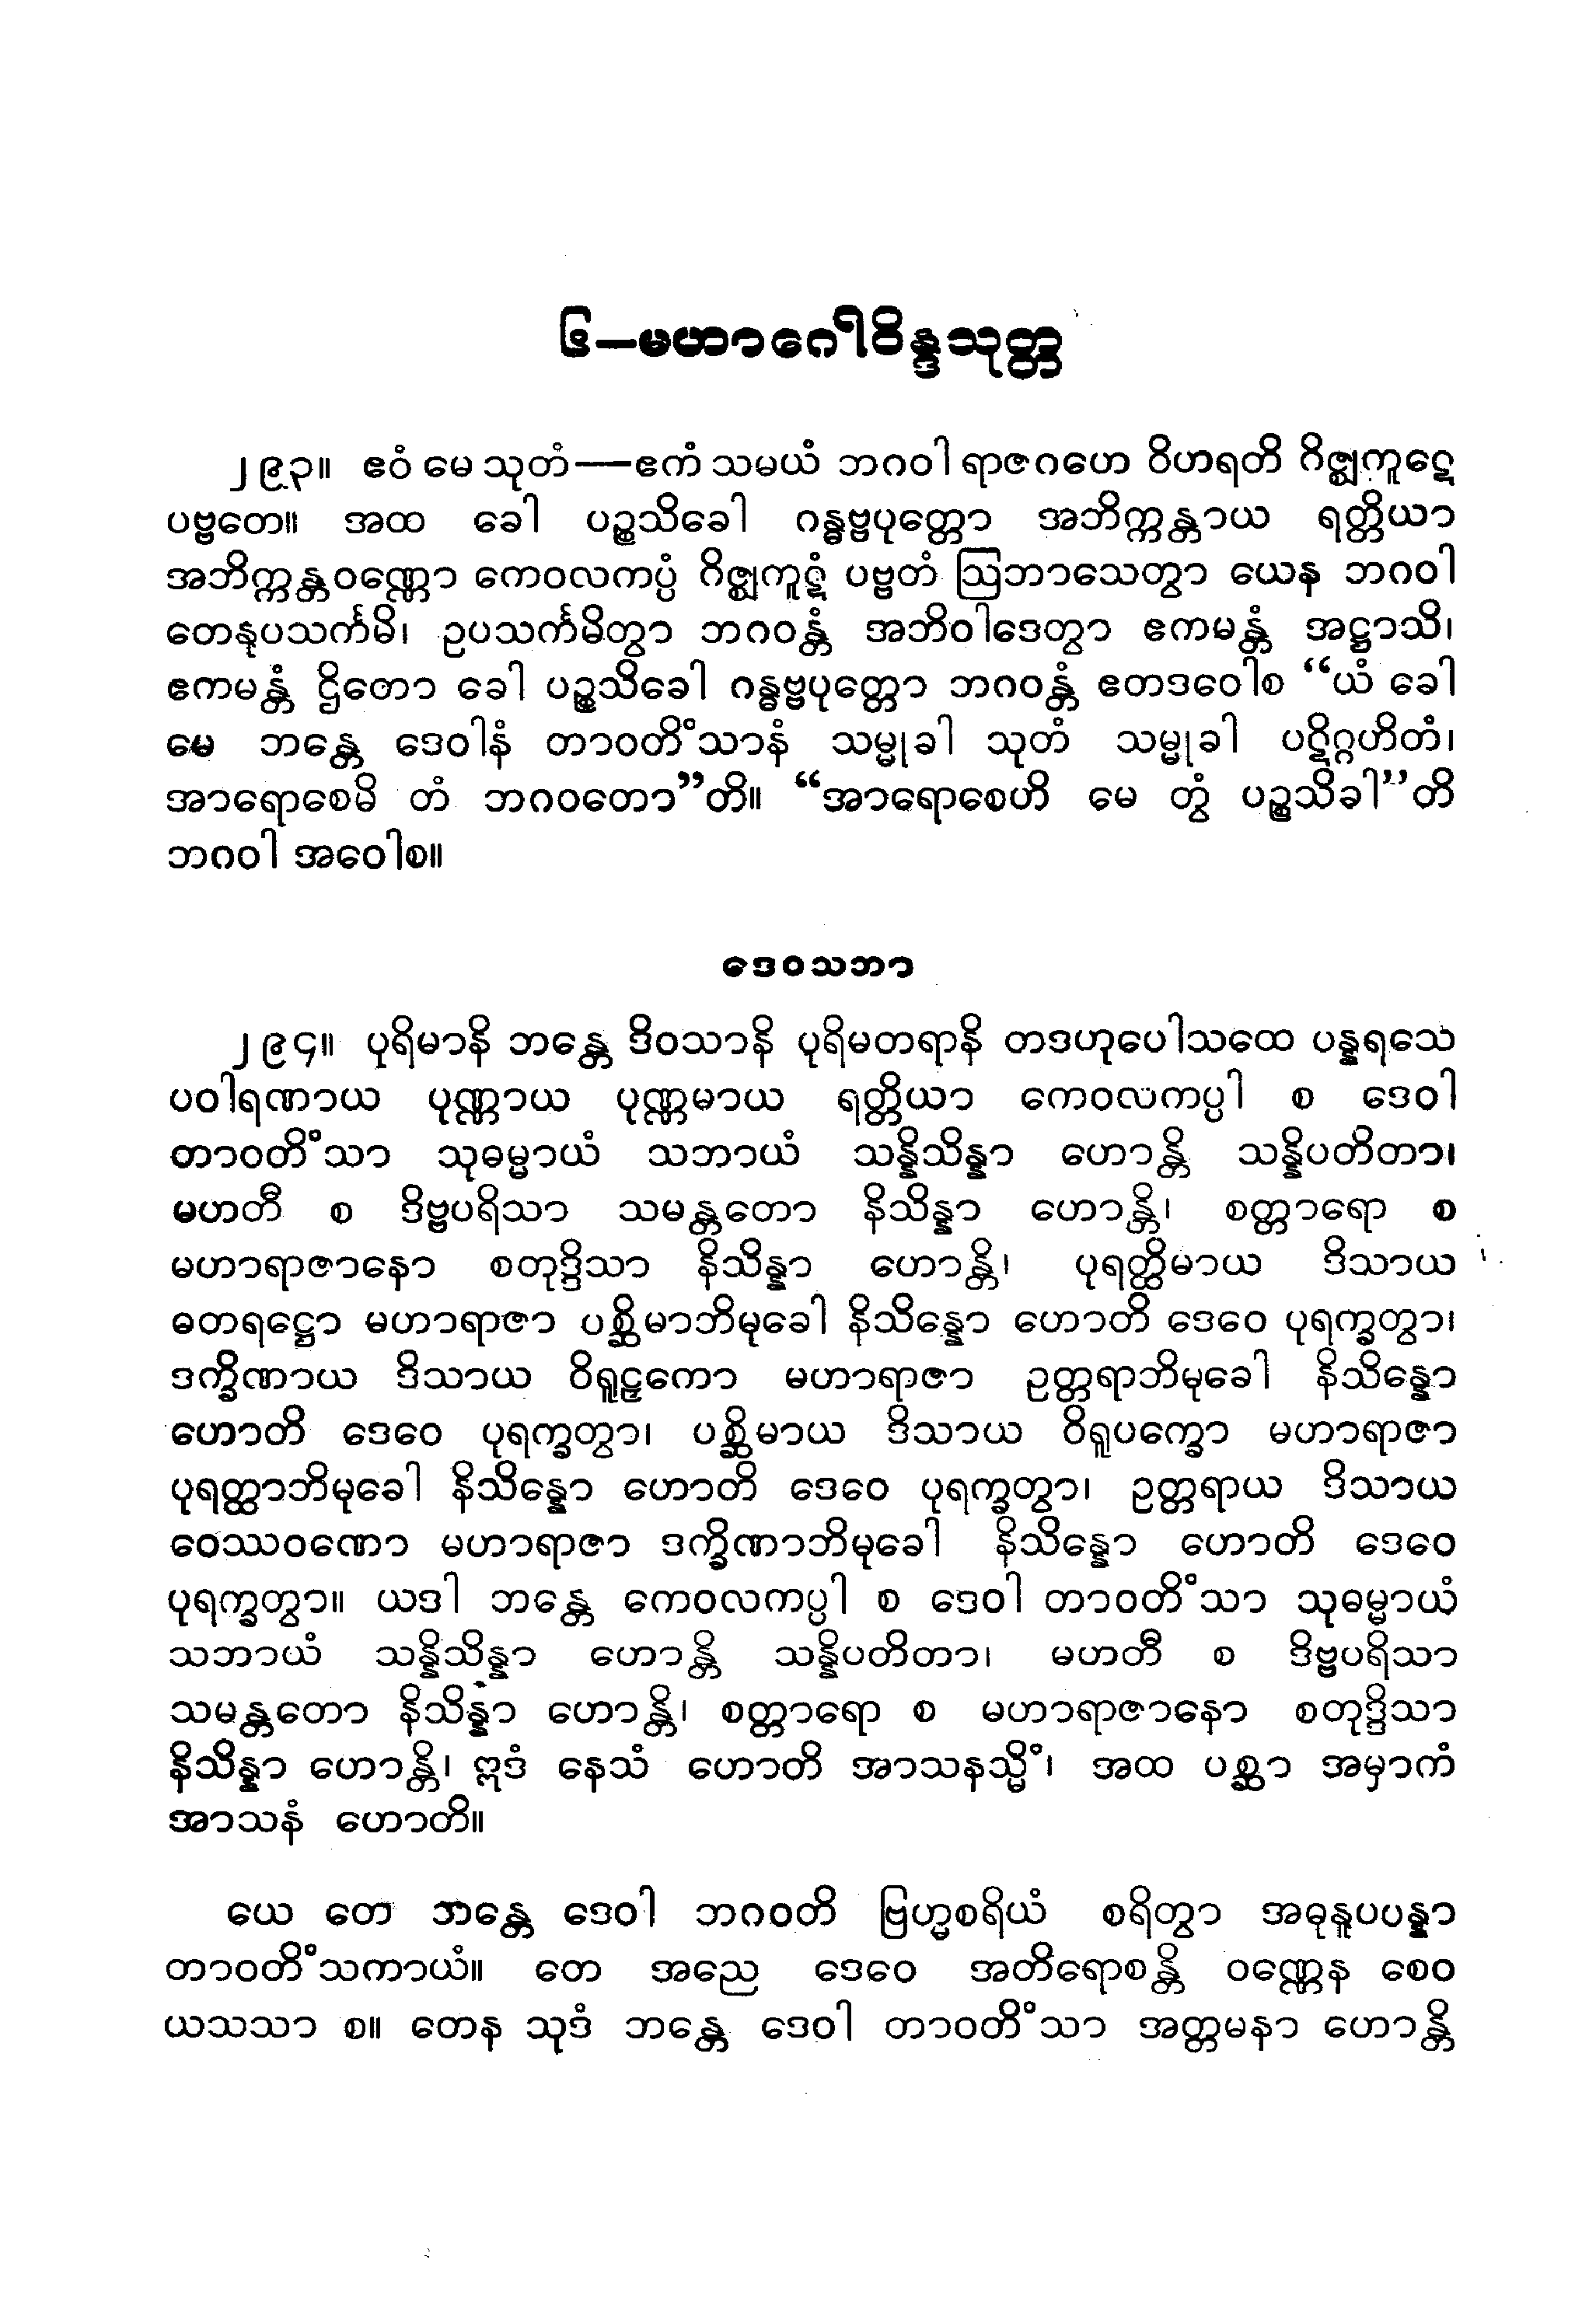 ၆–မဟာဂေါဝိန္ဒသုတ္တ
၂၉၃။ ဧဝံ မေ သုတံ––ဧကံ သမယံ ဘဂဝါ ရာဇဂဟေ ဝိဟရတိ ဂိဇ္ဈကူဋေ
ပဗ္ဗတေ။ အထ ခေါ ပဉ္စသိခေါ ဂန္ဓဗ္ဗပုတ္တော အဘိက္ကန္တာယ ရတ္တိယာ
အဘိက္ကန္တဝဏ္ဏော ကေဝလကပ္ပံ ဂိဇ္ဈကူဋံ ပဗ္ဗတံ ဩဘာသေတွာ ယေန ဘဂဝါ
တေနုပသင်္ကမိ၊ ဥပသင်္ကမိတွာ ဘဂဝန္တံ အဘိဝါဒေတွာ ဧကမန္တံ အဋ္ဌာသိ၊
ဧကမန္တံ ဌိတော ခေါ ပဉ္စသိခေါ ဂန္ဓဗ္ဗပုတ္တော ဘဂဝန္တံ ဧတဒဝေါစ “ယံ ခေါ
မေ ဘန္တေ ဒေဝါနံ တာဝတိံသာနံ သမ္မုခါ သုတံ သမ္မုခါ ပဋိဂ္ဂဟိတံ၊
အာရောစေမိ တံ ဘဂဝတော”တိ။ “အာရောစေဟိ မေ တွံ ပဉ္စသိခါ”တိ
ဘဂဝါ အဝေါစ။
ဒေဝသဘာ
၂၉၄။ ပုရိမာနိ ဘန္တေ ဒိဝသာနိ ပုရိမတရာနိ တဒဟုပေါသထေ ပန္နရသေ
ပဝါရဏာယ ပုဏ္ဏာယ ပုဏ္ဏမာယ ရတ္တိယာ ကေဝလကပ္ပါ စ ဒေဝါ
တာဝတိံသာ သုဓမ္မာယံ သဘာယံ သန္နိသိန္နာ ဟောန္တိ သန္နိပတိတာ၊
မဟတီ စ ဒိဗ္ဗပရိသာ သမန္တတော နိသိန္နာ ဟောန္တိ၊ စတ္တာရော စ
မဟာရာဇာနော စတုဒ္ဒိသာ နိသိန္နာ ဟောန္တိ၊ ပုရတ္ထိမာယ ဒိသာယ
ဓတရဋ္ဌော မဟာရာဇာ ပစ္ဆိမာဘိမုခေါ နိသိန္နော ဟောတိ ဒေဝေ ပုရက္ခတွာ၊
ဒက္ခိဏာယ ဒိသာယ ဝိရူဠှကော မဟာရာဇာ ဥတ္တရာဘိမုခေါ နိသိန္နော
ဟောတိ ဒေဝေ ပုရက္ခတွာ၊ ပစ္ဆိမာယ ဒိသာယ ဝိရူပက္ခော မဟာရာဇာ
ပုရတ္ထာဘိမုခေါ နိသိန္နော ဟောတိ ဒေဝေ ပုရက္ခတွာ၊ ဥတ္တရာယ ဒိသာယ
ဝေဿဝဏော မဟာရာဇာ ဒက္ခိဏာဘိမုခေါ နိသိန္နော ဟောတိ ဒေဝေ
ပုရက္ခတွာ။ ယဒါ ဘန္တေ ကေဝလကပ္ပါ စ ဒေဝါ တာဝတိံသာ သုဓမ္မာယံ
သဘာယံ သန္နိသိန္နာ ဟောန္တိ သန္နိပတိတာ၊ မဟတီ စ ဒိဗ္ဗပရိသာ
သမန္တတော နိသိန္နာ ဟောန္တိ၊ စတ္တာရော စ မဟာရာဇာနော စတုဒ္ဒိသာ
နိသိန္နာ ဟောန္တိ၊ ဣဒံ နေသံ ဟောတိ အာသနသ္မိံ၊ အထ ပစ္ဆာ အမှာကံ
အာသနံ ဟောတိ။
ယေ တေ ဘန္တေ ဒေဝါ ဘဂဝတိ ဗြဟ္မစရိယံ စရိတွာ အဓုနူပပန္နာ
တာဝတိံသကာယံ။ တေ အညေ ဒေဝေ အတိရောစန္တိ ဝဏ္ဏေန စေဝ
ယသသာ စ။ တေန သုဒံ ဘန္တေ ဒေဝါ တာဝတိံသာ အတ္တမနာ ဟောန္တိ